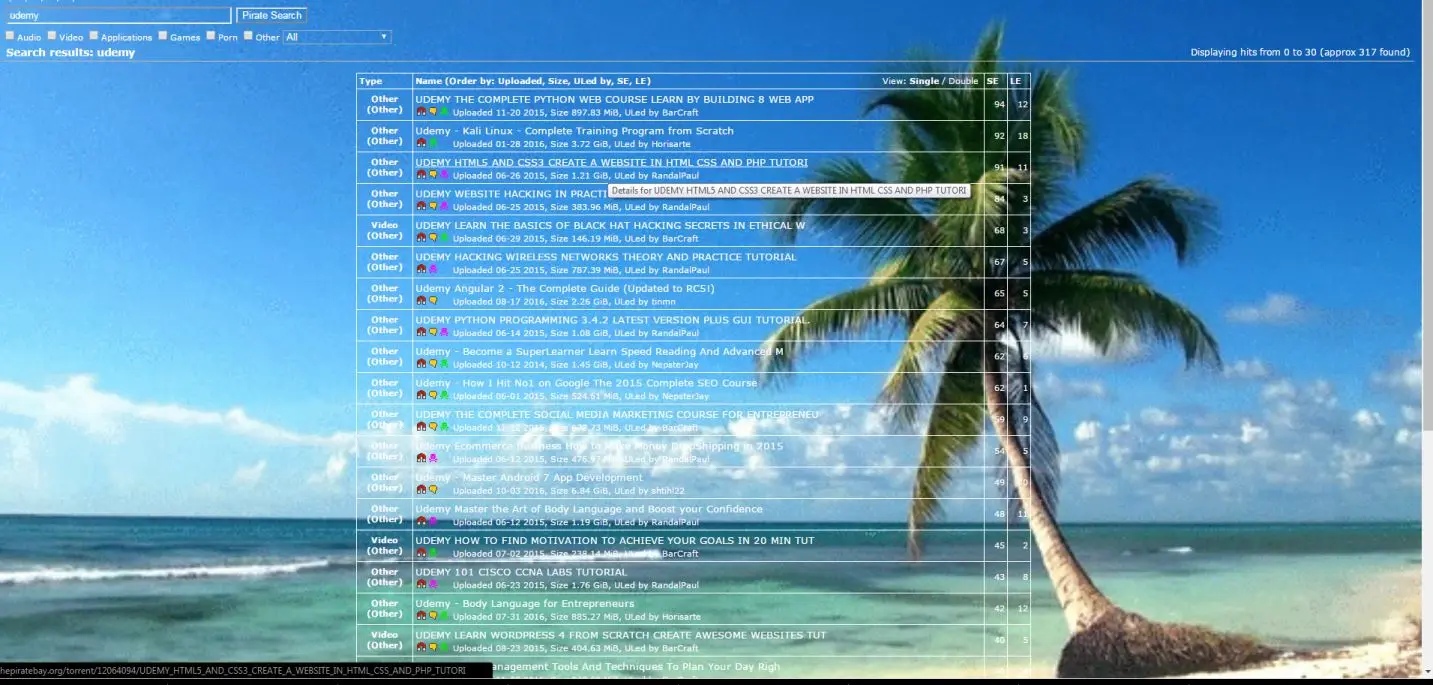 udemy
Pirate Search
Audio Video Applications Games Porn Other All
Search results: udemy
Displaying hits from 0 to 30 (approx 317 found)
Type Name (Order by: Uploaded, Size, ULed by, SE, LE) View: Single / Double SE LE
Other UDEMY THE COMPLETE PYTHON WEB COURSE LEARN BY BUILDING 8 WEB APP 94 12
(Other) Uploaded 11-20 2015, Size 897.83 MiB, ULed by BarCraft
Other Udemy - Kali Linux - Complete Training Program from Scratch 92 18
(Other) Uploaded 01-28 2016, Size 3.72 GiB, ULed by Horisarte
Other UDEMY HTML5 AND CSS3 CREATE A WEBSITE IN HTML CSS AND PHP TUTORI 91 11
(Other) Uploaded 06-26 2015, Size 1.21 GiB, ULed by RandalPaul
Details for UDEMY HTML5 AND CSS3 CREATE A WEBSITE IN HTML CSS AND PHP TUTORI
Other UDEMY WEBSITE HACKING IN PRACTI 84 3
(Other) Uploaded 06-25 2015, Size 383.96 MiB, ULed by RandalPaul
Video UDEMY LEARN THE BASICS OF BLACK HAT HACKING SECRETS IN ETHICAL W 68 3
(Other) Uploaded 06-29 2015, Size 146.19 MiB, ULed by BarCraft
Other UDEMY HACKING WIRELESS NETWORKS THEORY AND PRACTICE TUTORIAL 67 5
(Other) Uploaded 06-25 2015, Size 787.39 MiB, ULed by RandalPaul
Other Udemy Angular 2 - The Complete Guide (Updated to RC5!) 65 5
(Other) Uploaded 08-17 2016, Size 2.26 GiB, ULed by tnmn
Other UDEMY PYTHON PROGRAMMING 3.4.2 LATEST VERSION PLUS GUI TUTORIAL. 64 7
(Other) Uploaded 06-14 2015, Size 1.08 GiB, ULed by RandalPaul
Other Udemy - Become a SuperLearner Learn Speed Reading And Advanced M 62 6
(Other) Uploaded 10-12 2014, Size 1.45 GiB, ULed by NepsterJay
Other Udemy - How I Hit No1 on Google The 2015 Complete SEO Course 62 1
(Other) Uploaded 06-01 2015, Size 524.61 MiB, ULed by NepsterJay
Other UDEMY THE COMPLETE SOCIAL MEDIA MARKETING COURSE FOR ENTREPRENEU 59 9
(Other) Uploaded 2015, Size MiB, ULed by BarCraft
Other Udemy Ecommerce Business How to Make Money Dropshipping in 2015 54 5
(Other) Uploaded 06-12 2015, Size MiB, ULed by RandalPaul
Other Udemy - Master Android 7 App Development 49
(Other) Uploaded 10-03 2016, Size 6.84 GiB, ULed by shtihl22
Other Udemy Master the Art of Body Language and Boost your Confidence 48 11
(Other) Uploaded 06-12 2015, Size 1.19 GiB, ULed by RandalPaul
Video UDEMY HOW TO FIND MOTIVATION TO ACHIEVE YOUR GOALS IN 20 MIN TUT 45 2
(Other) Uploaded 07-02 2015, Size 238.14 MiB, ULed by BarCraft
Other UDEMY 101 CISCO CCNA LABS TUTORIAL 43 8
(Other) Uploaded 06-23 2015, Size 1.76 GiB, ULed by RandalPaul
Other Udemy - Body Language for Entrepreneurs 42 12
(Other) Uploaded 07-31 2016, Size 885.27 MiB, ULed by Horisarte
Video UDEMY LEARN WORDPRESS 4 FROM SCRATCH CREATE AWESOME WEBSITES TUT 40 5
(Other) Uploaded 08-23 2015, Size 404.63 MiB, ULed by BarCraft
anagement Tools And Techniques To Plan Your Day Righ
hepiratebay.org/torrent/12064094/UDEMY_HTML5_AND_CSS3_CREATE_A_WEBSITE_IN_HTML_CSS_AND_PHP_TUTORI